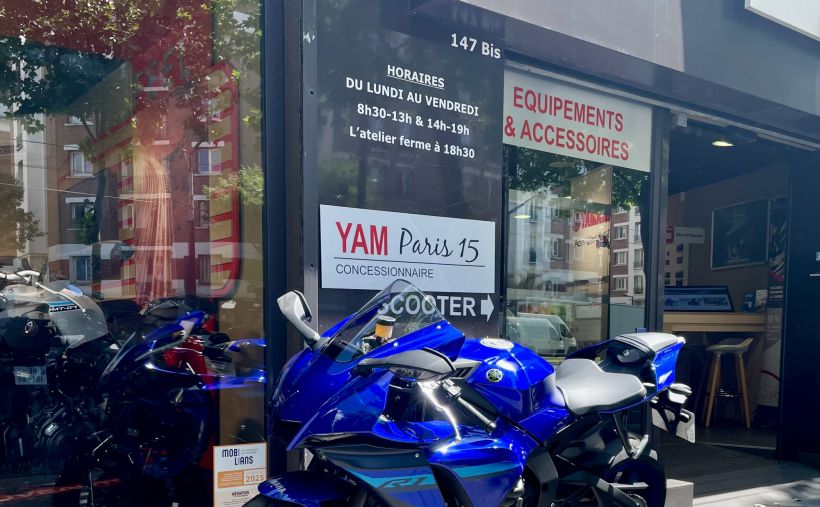 147 Bis
HORAIRES
DU LUNDI AU VENDREDI
8h30-13h & 14h-19h
L'atelier ferme à 18h30
EQUIPEMENTS
& ACCESSOIRES
YAM Paris 15
CONCESSIONNAIRE
SCOOTER
R1
YAMAHA
MOBI
LIANS
2025